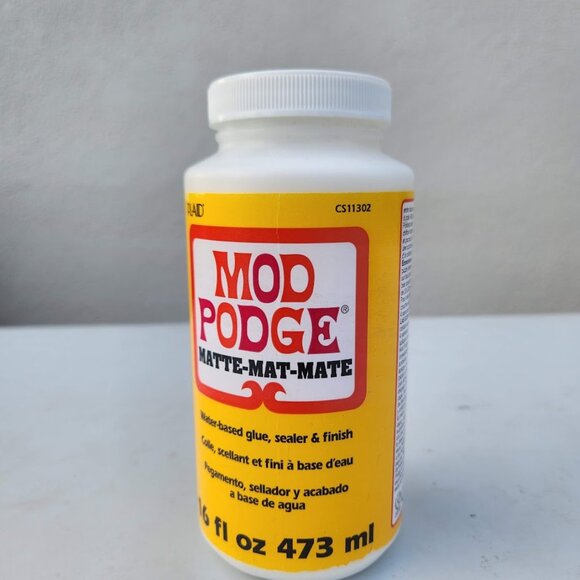 CS11302
MOD
PODGE®
MATTE-MAT-MATE
Water-based glue, sealer & finish
Colle, scellant et fini à base d'eau
Pegamento, sellador y acabado
a base de agua
16 fl oz 473 ml